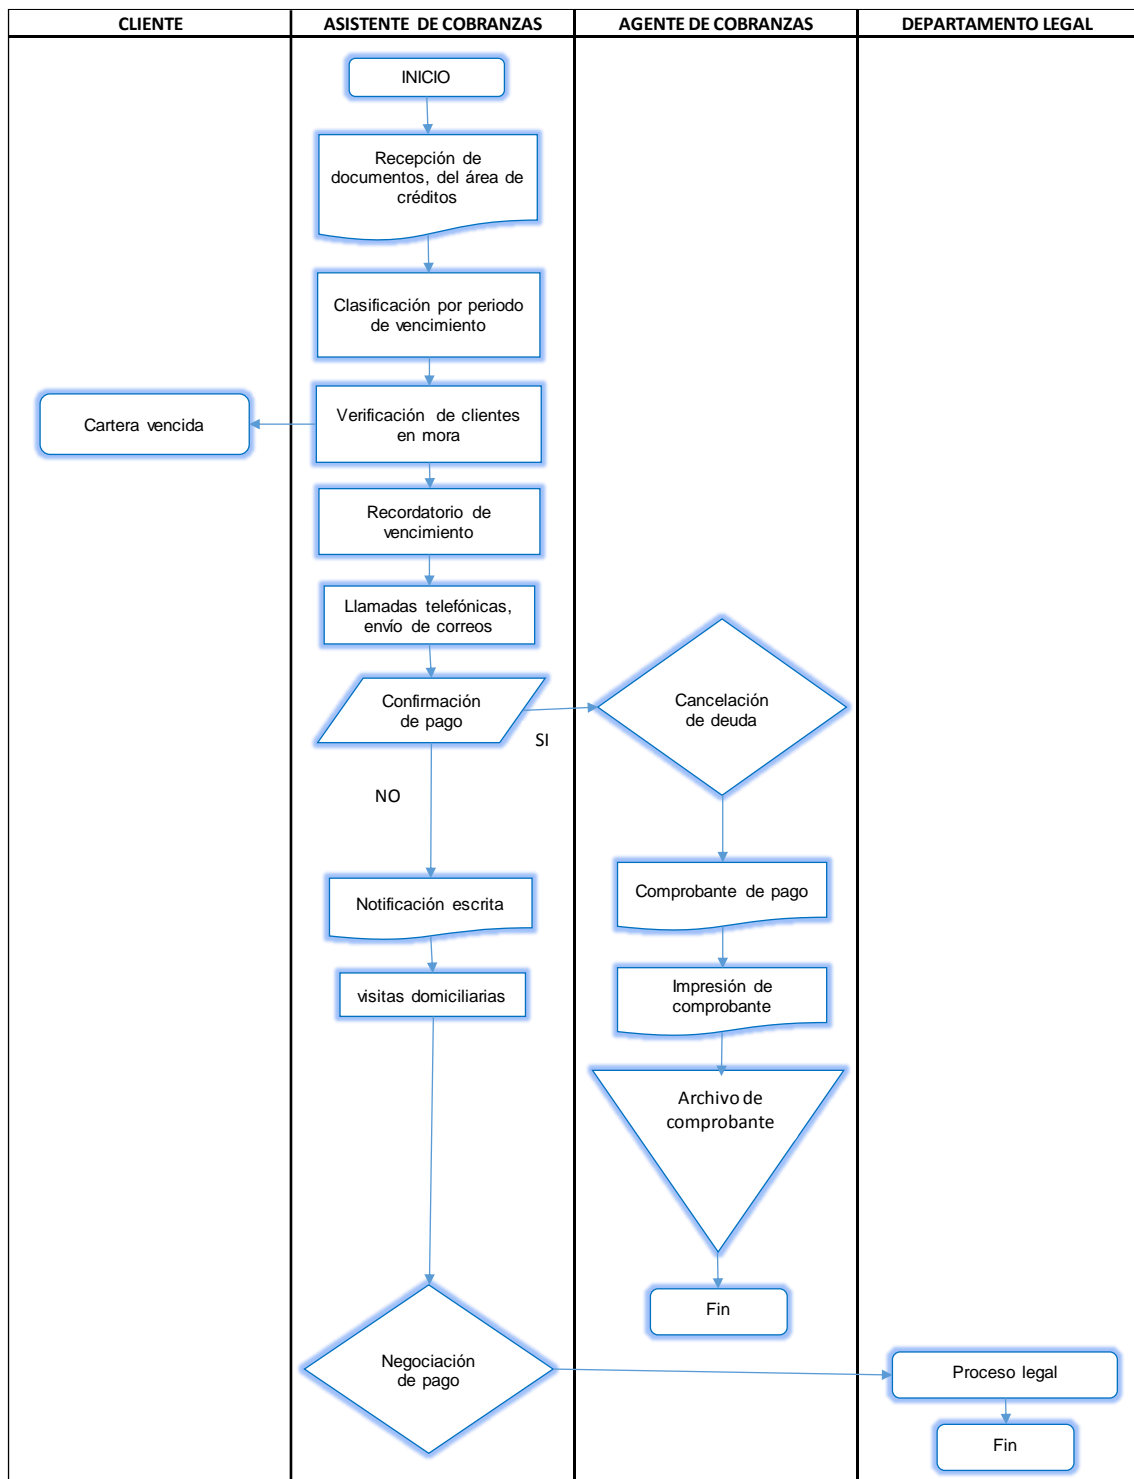 CLIENTE
ASISTENTE DE COBRANZAS
AGENTE DE COBRANZAS
DEPARTAMENTO LEGAL
INICIO
Recepción de
documentos, del área de
créditos
Clasificación por periodo
de vencimiento
Cartera vencida
Verificación de clientes
en mora
Recordatorio de
vencimiento
Llamadas telefónicas,
envío de correos
Confirmación
de pago
SI
Cancelación
de deuda
NO
Notificación escrita
Comprobante de pago
visitas domiciliarias
Impresión de
comprobante
Archivo de
comprobante
Fin
Negociación
de pago
Proceso legal
Fin